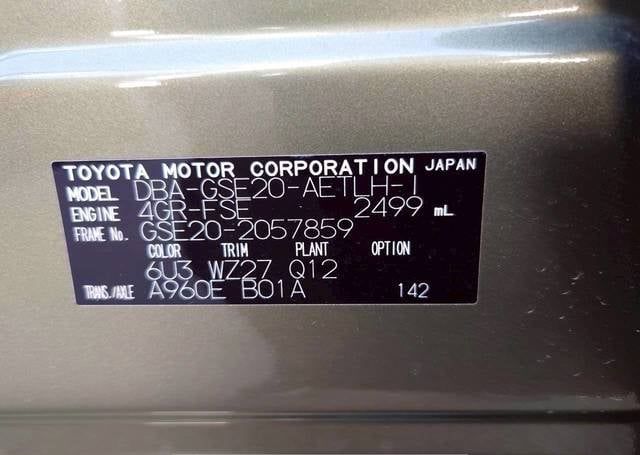 TOYOTA MOTOR CORPORATION JAPAN
MODEL DBA-GSE20-AETLH-I
ENGINE 4GR-FSE 2499 mL
FRAME No. GSE20-2057859
COLOR TRIM PLANT OPTION
6U3 WZ27 Q12
TRANS./AXLE A960E B01A 142